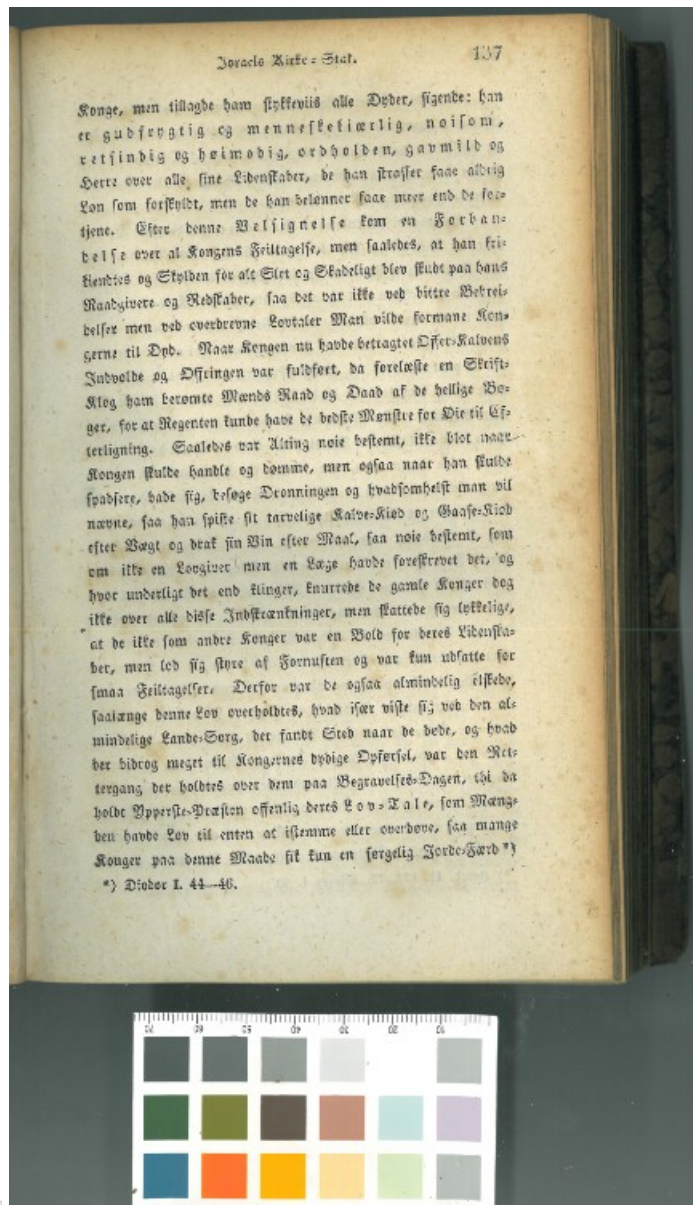 Israels Kirke-Stat. 137
Konge, men tillagde ham stykkeviis alle Dyder, sigende: han
er gudfrygtig og menneskekiærlig, noisom,
retsindig og høimodig, ordholden, gavmild og
Herre over alle sine Lidenskaber, de han straffer faae aldrig
Løn som forskyldt, men de han belønner faae meer end de for-
tjene. Efter denne Velsignelse kom en Forban-
delse over al Kongens Feiltagelse, men saaledes, at han fri-
kiendtes og Skylden for alt Slet og Skadeligt blev skudt paa hans
Raadgivere og Redskaber, saa det var ikke ved bittre Bebrei-
delser men ved overdrevne Lovtaler Man vilde formane Kon-
gerne til Dyd. Naar Kongen nu havde betragtet Offer-Kalvens
Indvolde og Offringen var fuldført, da forelæste en Skrift-
Klog ham berømte Mænds Raad og Daad af de hellige Bø-
ger, for at Regenten kunde have de bedste Mønstre for Øie til Ef-
terligning. Saaledes var Alting nøie bestemt, ikke blot naar
Kongen skulde handle og dømme, men ogsaa naar han skulde
spadsere, bade sig, besøge Dronningen og hvadsomhelst man vil
nævne, saa han spiste sit tarvelige Kalve-Kiød og Gaase-Kiød
efter Vægt og drak sin Vin efter Maal, saa nøie bestemt, som
om ikke en Lovgiver men en Læge havde foreskrevet det, og
hvor underligt det end klinger, knurrede de gamle Konger dog
ikke over alle disse Indskrænkninger, men skattede sig lykkelige,
at de ikke som andre Konger var en Bold for deres Lidenska-
ber, men lod sig styre af Fornuften og var kun udsatte for
smaa Feiltagelser. Derfor var de ogsaa almindelig elskede,
saalænge denne Lov overholdtes, hvad især viste sig ved den al-
mindelige Lande-Sorg, der fandt Sted naar de døde, og hvad
der bidrog meget til Kongernes dydige Opførsel, var den Ret-
tergang der holdtes over dem paa Begravelses-Dagen, thi da
holdt Ypperste-Præsten offenlig deres Lov-Tale, som Mæng-
den havde Lov til enten at istemme eller overdøve, saa mange
Konger paa denne Maade fik kun en sørgelig Jorde-Færd *)
*) Diodor I. 44—46.
70 60 50 40 30 20 10